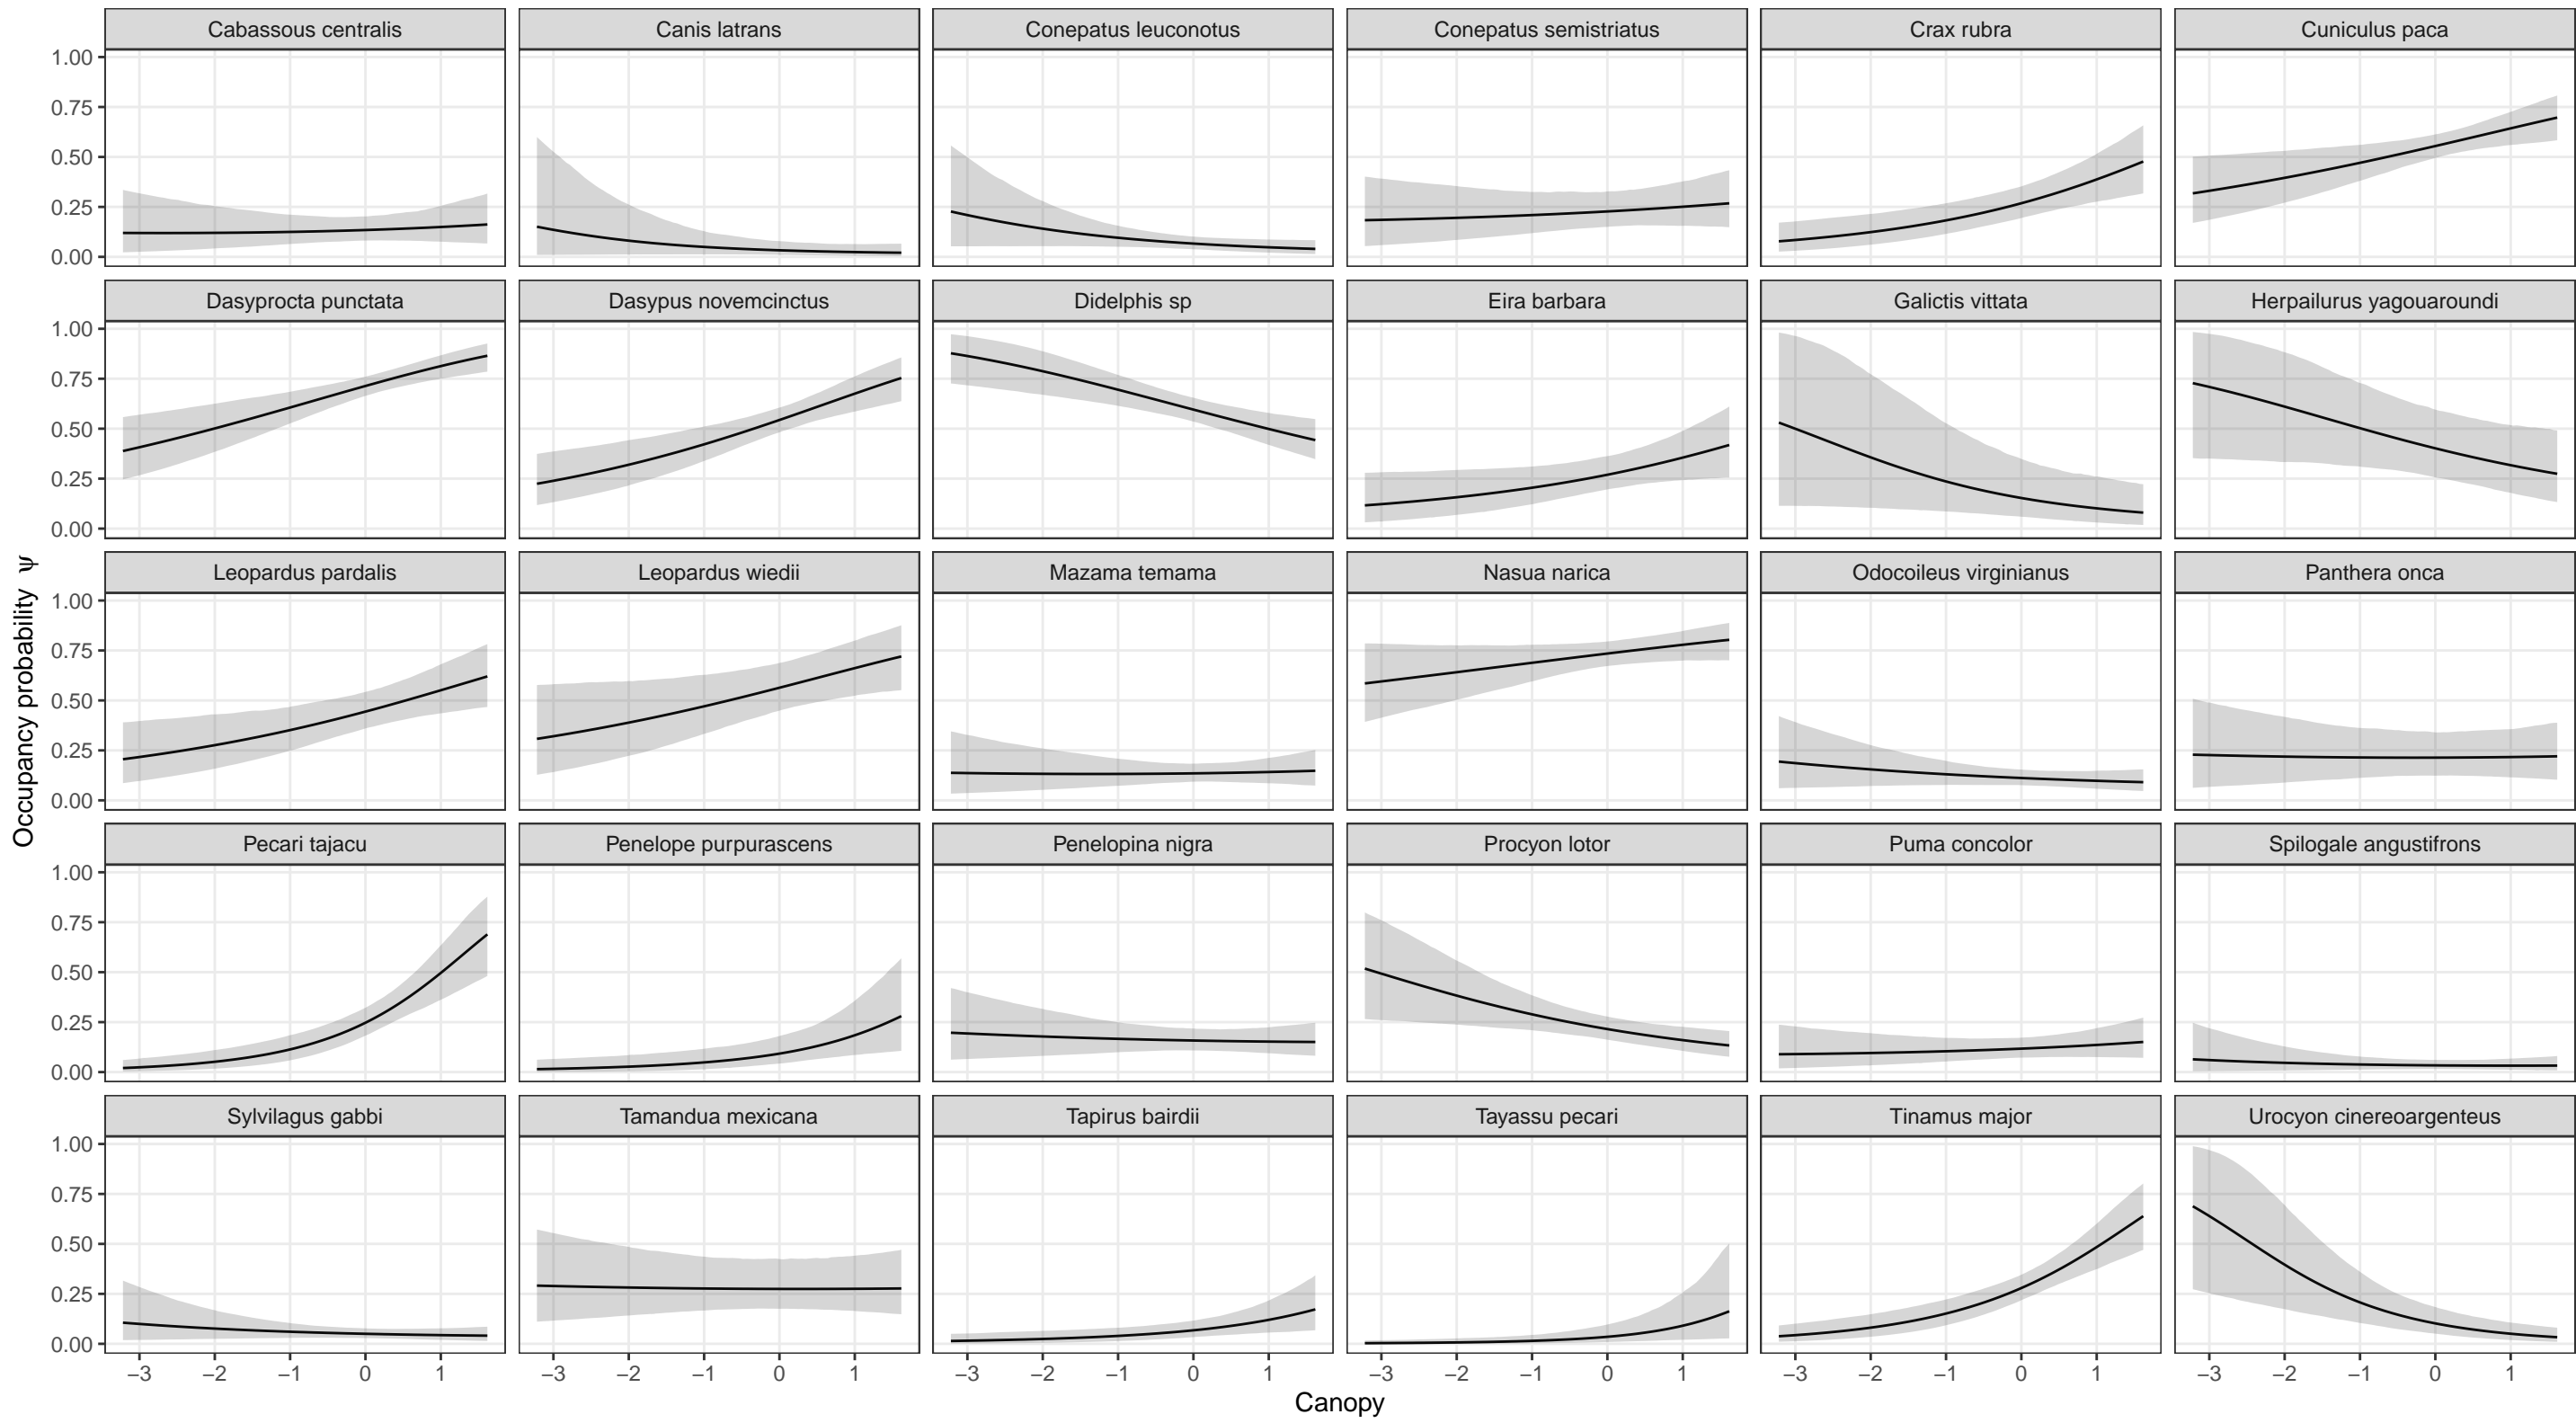 Cabassous centralis
Canis latrans
Conepatus leuconotus
Conepatus semistriatus
Crax rubra
Cuniculus paca
1.00
0.75
0.50
0.25
0.00
Dasyprocta punctata
Dasypus novemcinctus
Didelphis sp
Eira barbara
Galictis vittata
Herpailurus yagouaroundi
1.00
0.75
0.50
0.25
0.00
Occupancy probability ψ
Leopardus pardalis
Leopardus wiedii
Mazama temama
Nasua narica
Odocoileus virginianus
Panthera onca
1.00
0.75
0.50
0.25
0.00
Pecari tajacu
Penelope purpurascens
Penelopina nigra
Procyon lotor
Puma concolor
Spilogale angustifrons
1.00
0.75
0.50
0.25
0.00
Sylvilagus gabbi
Tamandua mexicana
Tapirus bairdii
Tayassu pecari
Tinamus major
Urocyon cinereoargenteus
1.00
0.75
0.50
0.25
0.00
−3 −2 −1 0 1
−3 −2 −1 0 1
−3 −2 −1 0 1
−3 −2 −1 0 1
−3 −2 −1 0 1
−3 −2 −1 0 1
Canopy